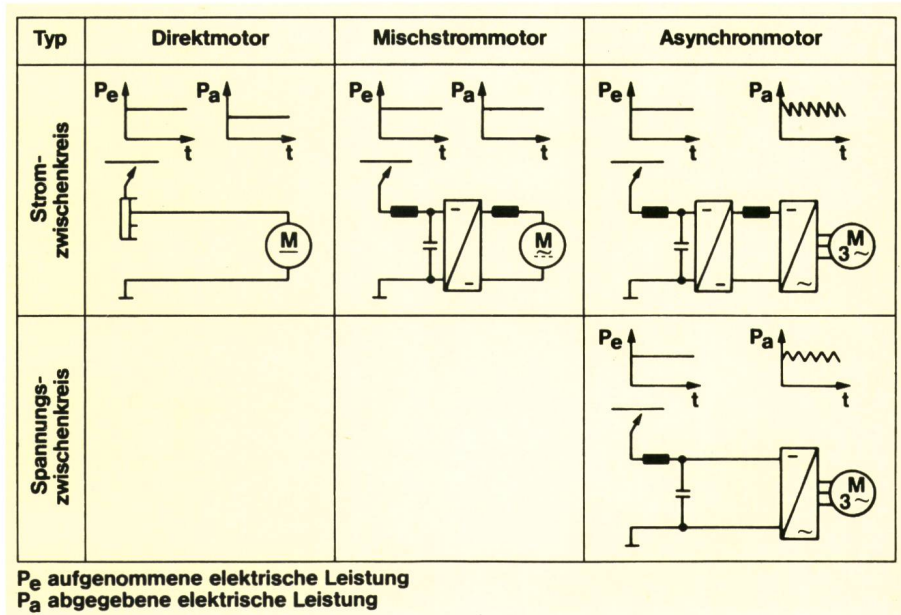 Typ Direktmotor Mischstrommotor Asynchronmotor
Strom-
zwischenkreis
Pe Pa Pe Pa Pe Pa
t t t t t t
M M M
3~
- - - -
- - ~
Spannungs-
zwischenkreis
Pe Pa
t t
- M
3~
~
Pe aufgenommene elektrische Leistung
Pa abgegebene elektrische Leistung